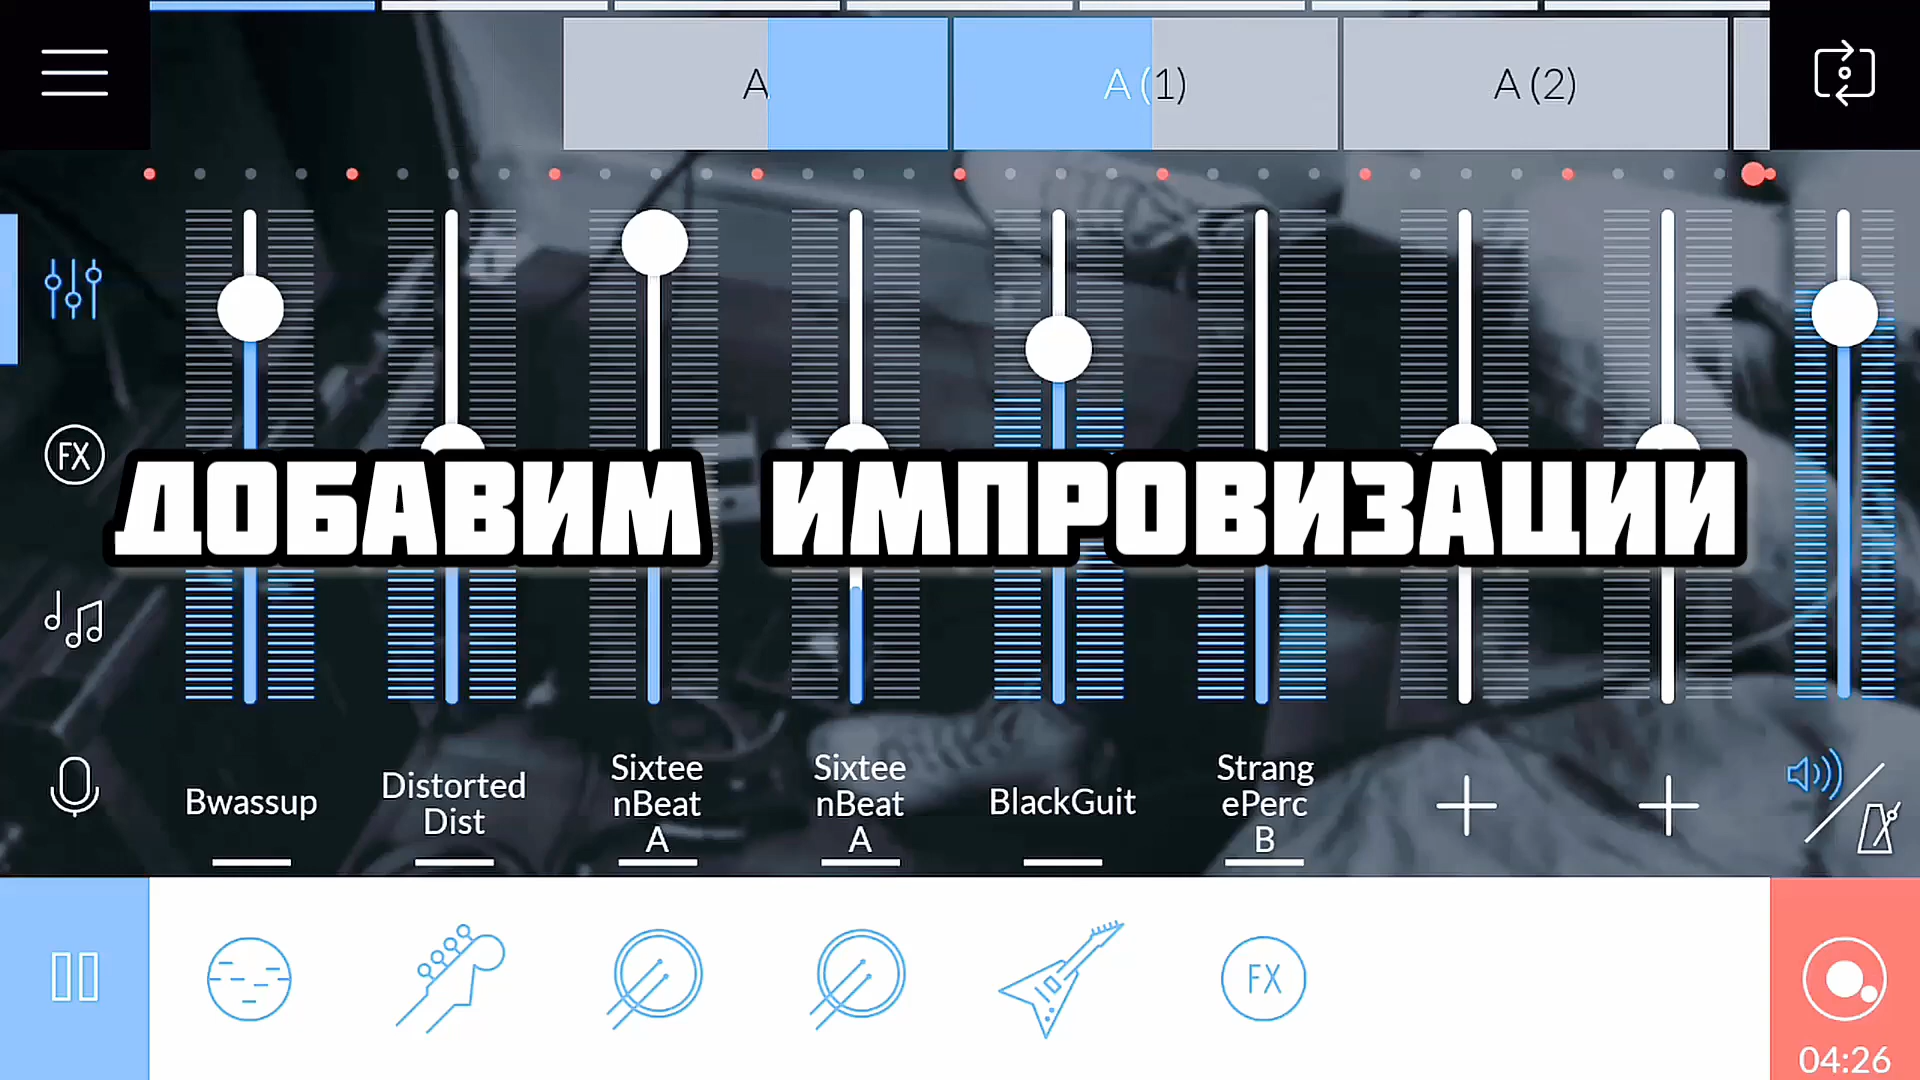 A
A (1)
A (2)
FX
ДОБАВИМ ИМПРОВИЗАЦИИ
Bwassup
Distorted
Dist
Sixtee
nBeat
A
Sixtee
nBeat
A
BlackGuit
Strang
ePerc
B
FX
04:26